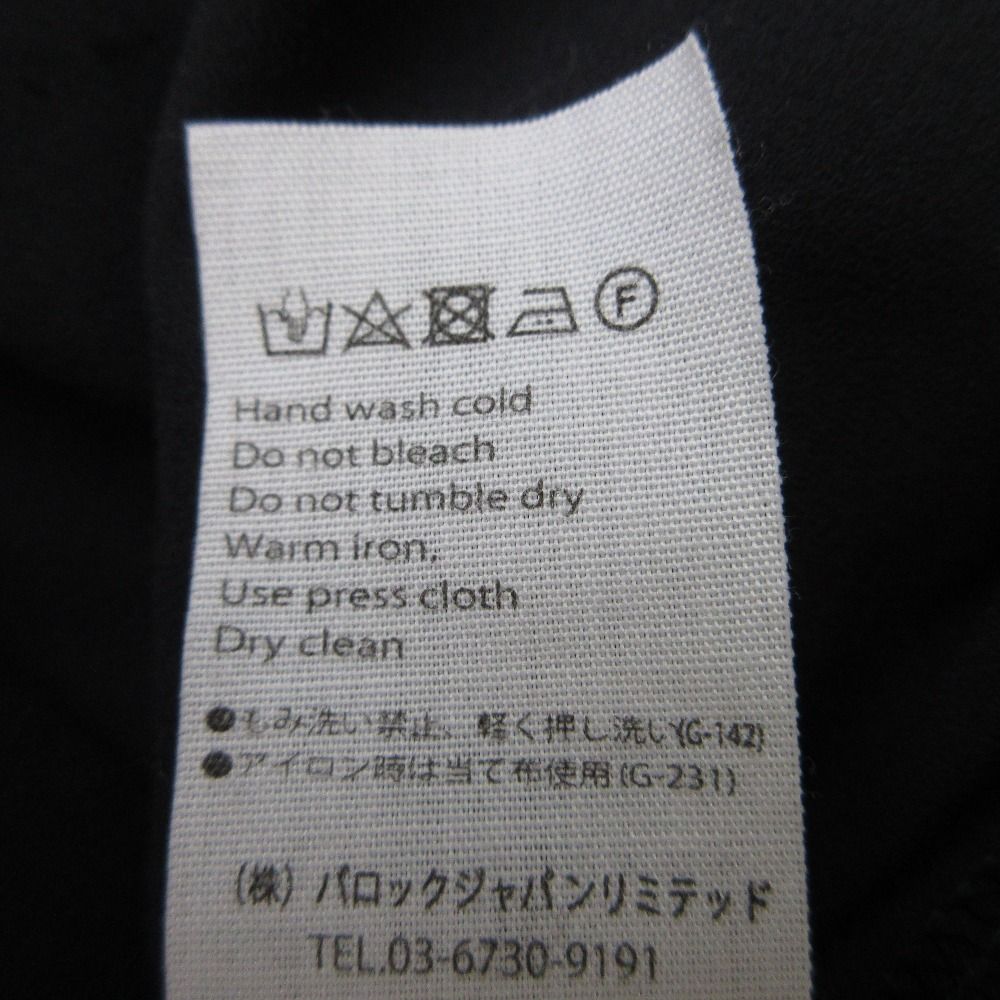 F
Hand wash cold
Do not bleach
Do not tumble dry
Warm iron,
Use press cloth
Dry clean
●もみ洗い禁止、軽く押し洗い(G-142)
●アイロン時は当て布使用(G-231)
(株)バロックジャパンリミテッド
TEL.03-6730-9191